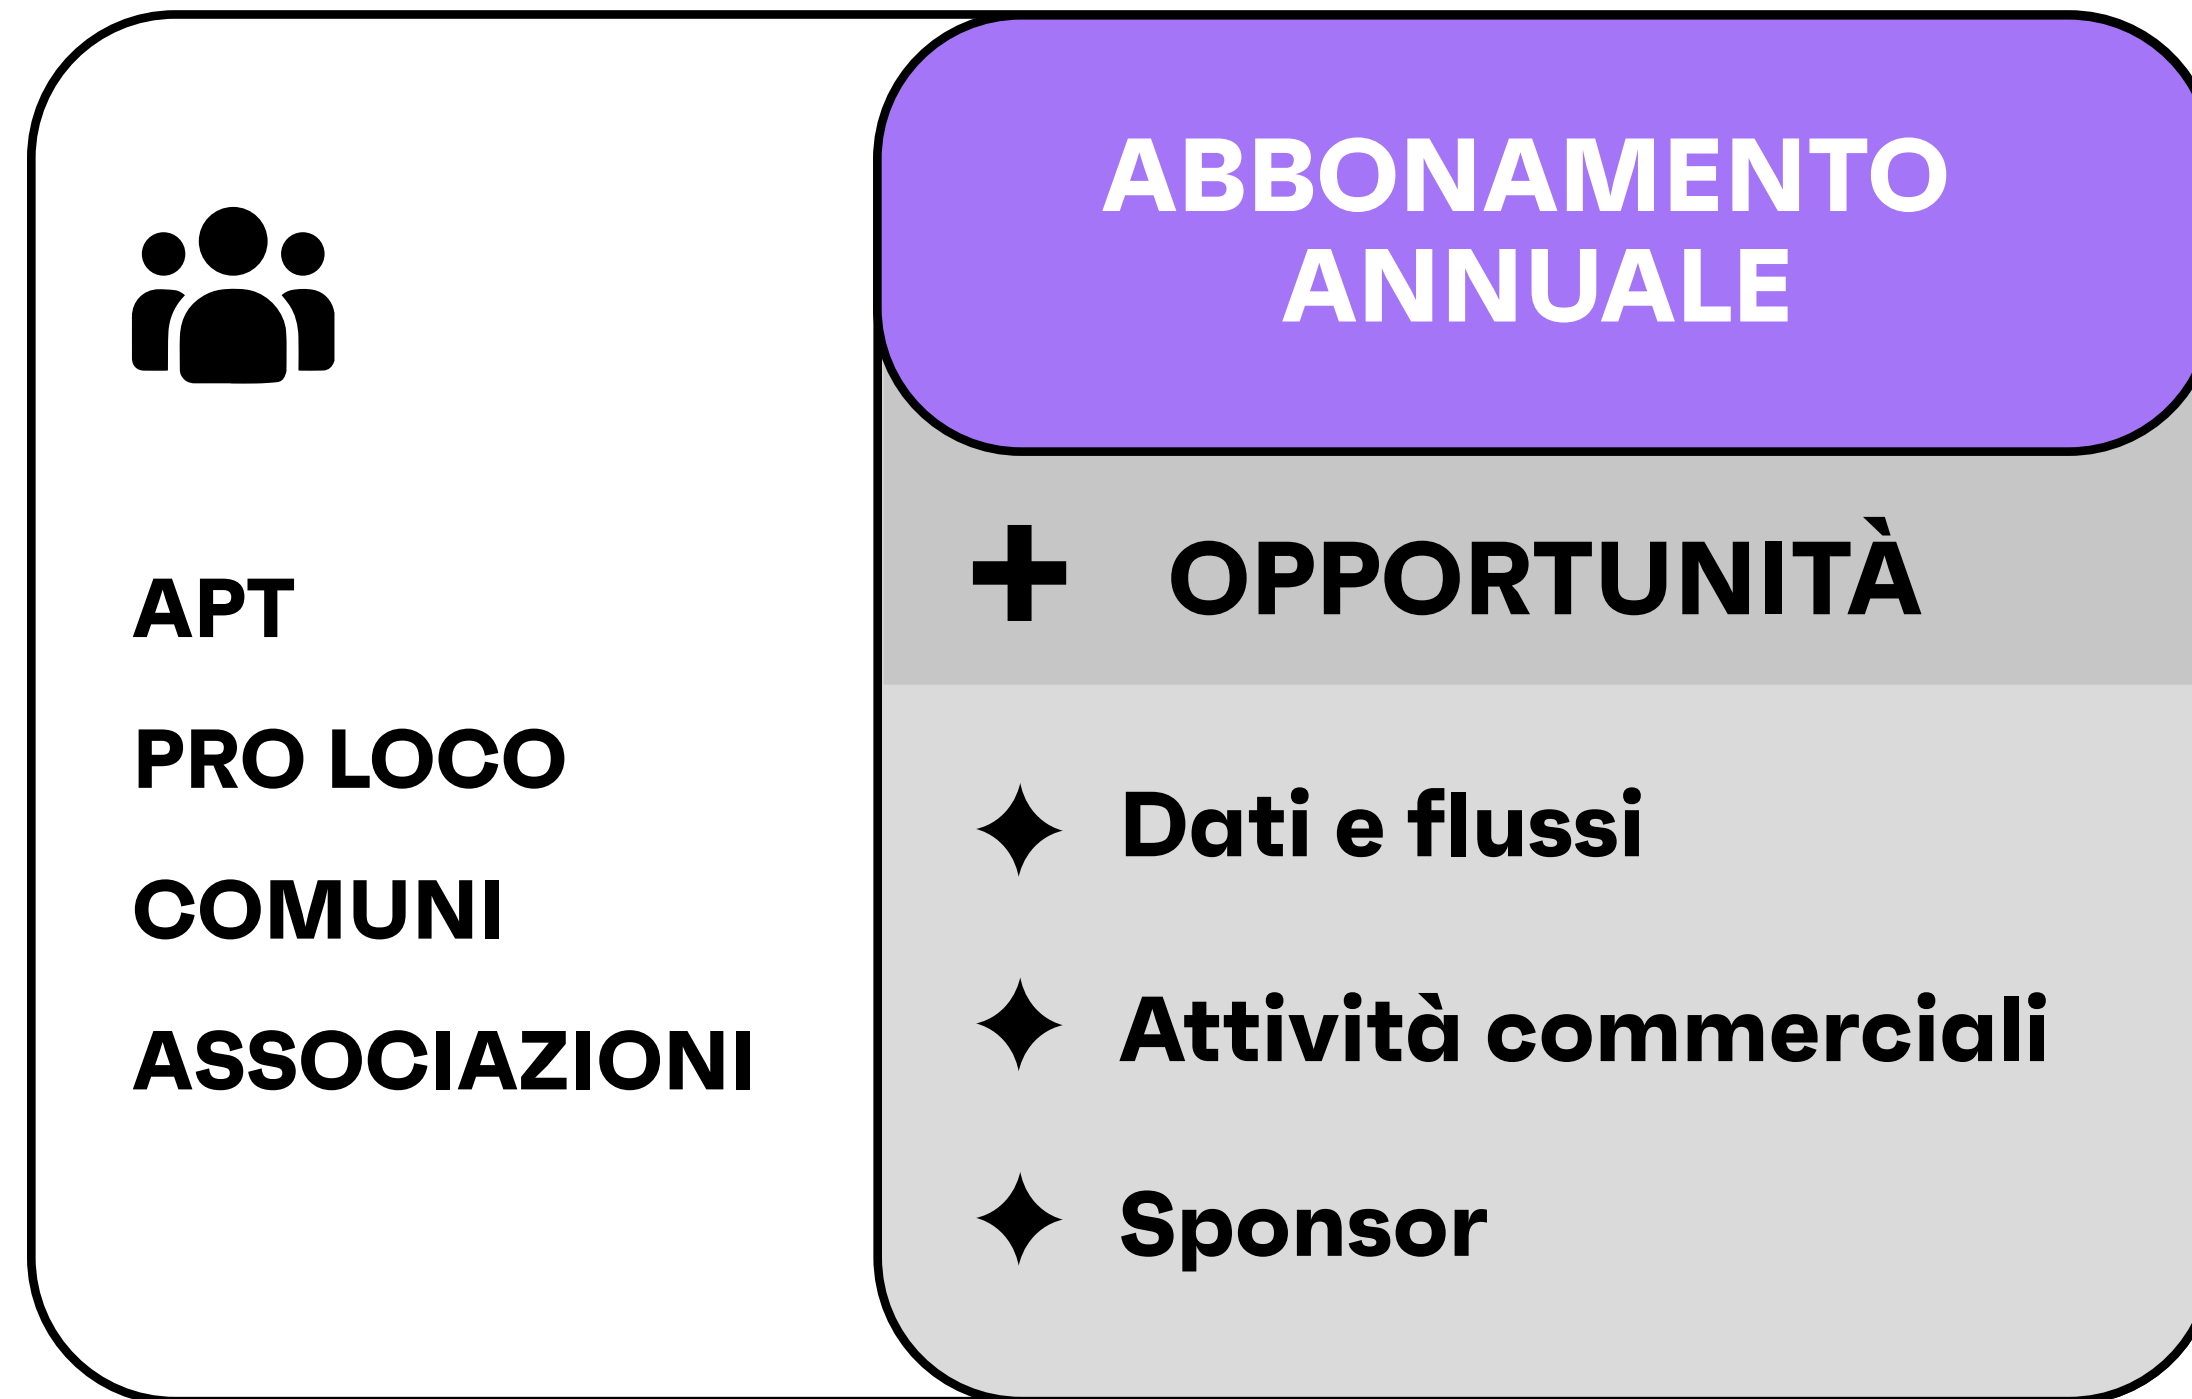 APT
PRO LOCO
COMUNI
ASSOCIAZIONI
ABBONAMENTO
ANNUALE
+ OPPORTUNITÀ
Dati e flussi
Attività commerciali
Sponsor